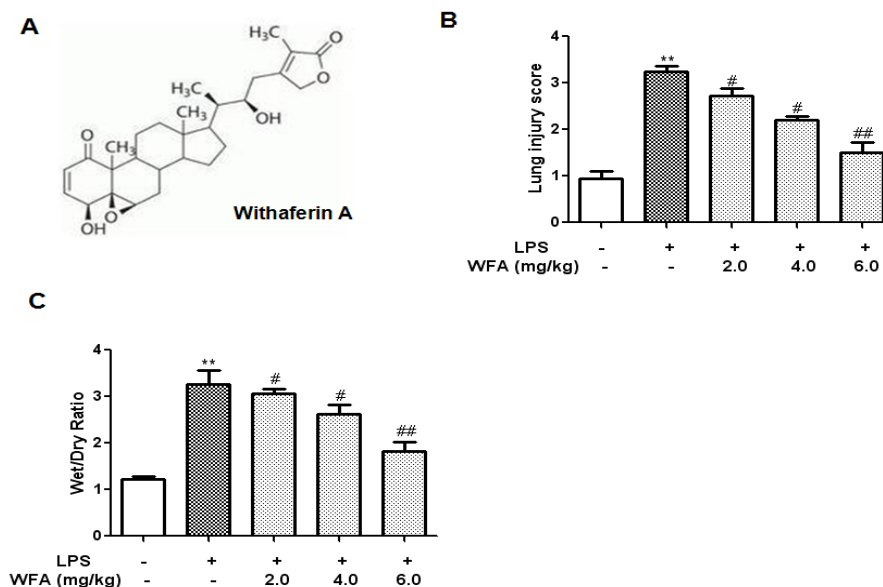 A
H₃C
O
O
H₃C
CH₃
OH
O
CH₃
O
OH
Withaferin A
B
Lung injury score
4
3
2
1
0
**
#
#
##
LPS - + + + +
WFA (mg/kg) - - 2.0 4.0 6.0
C
Wet/Dry Ratio
4
3
2
1
0
**
#
#
##
LPS - + + + +
WFA (mg/kg) - - 2.0 4.0 6.0